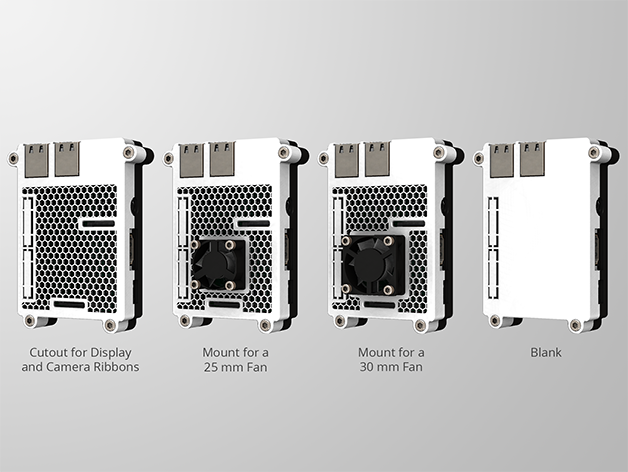 Cutout for Display
and Camera Ribbons
Mount for a
25 mm Fan
Mount for a
30 mm Fan
Blank